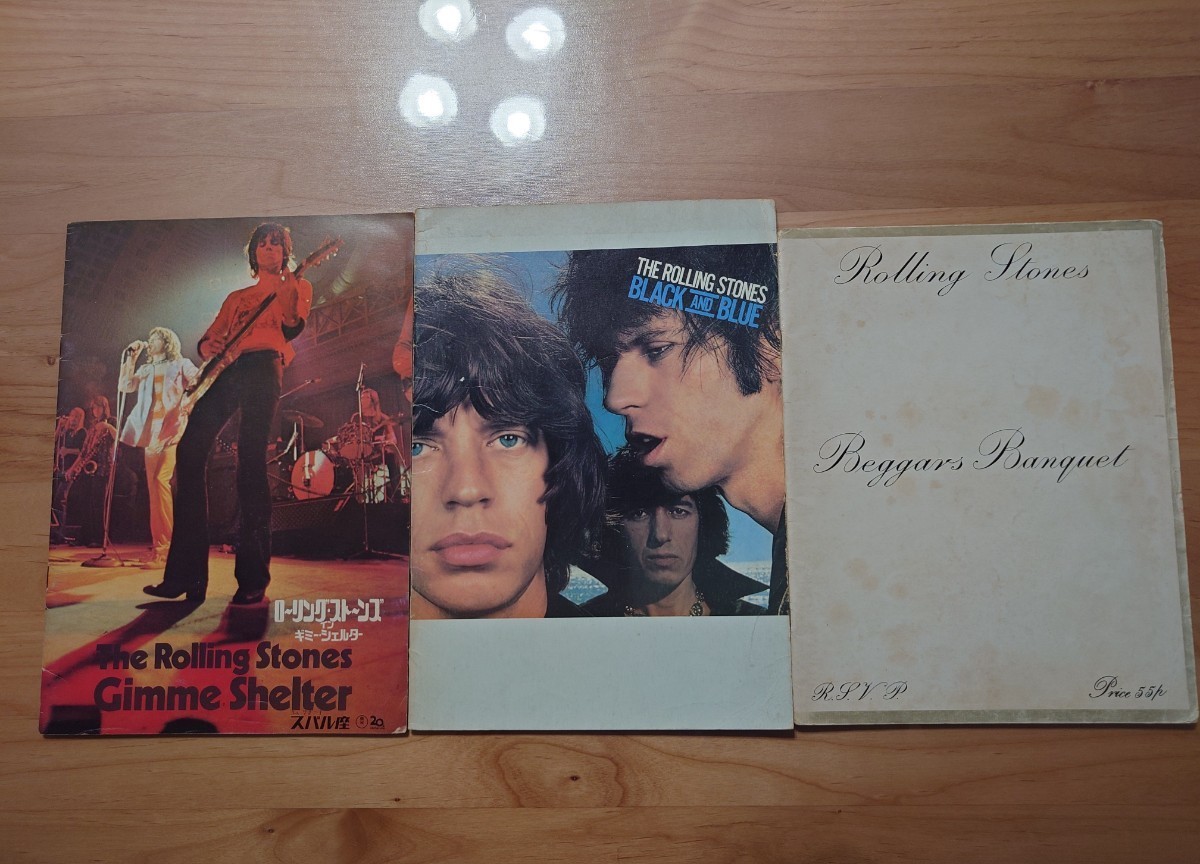 ローリング・ストーンズ
イン
ギミー・シェルター
The Rolling Stones
Gimme Shelter
スバル座
20
THE ROLLING STONES
BLACK AND BLUE
Rolling Stones
Beggars Banquet
R.S.V.P
Price 55p